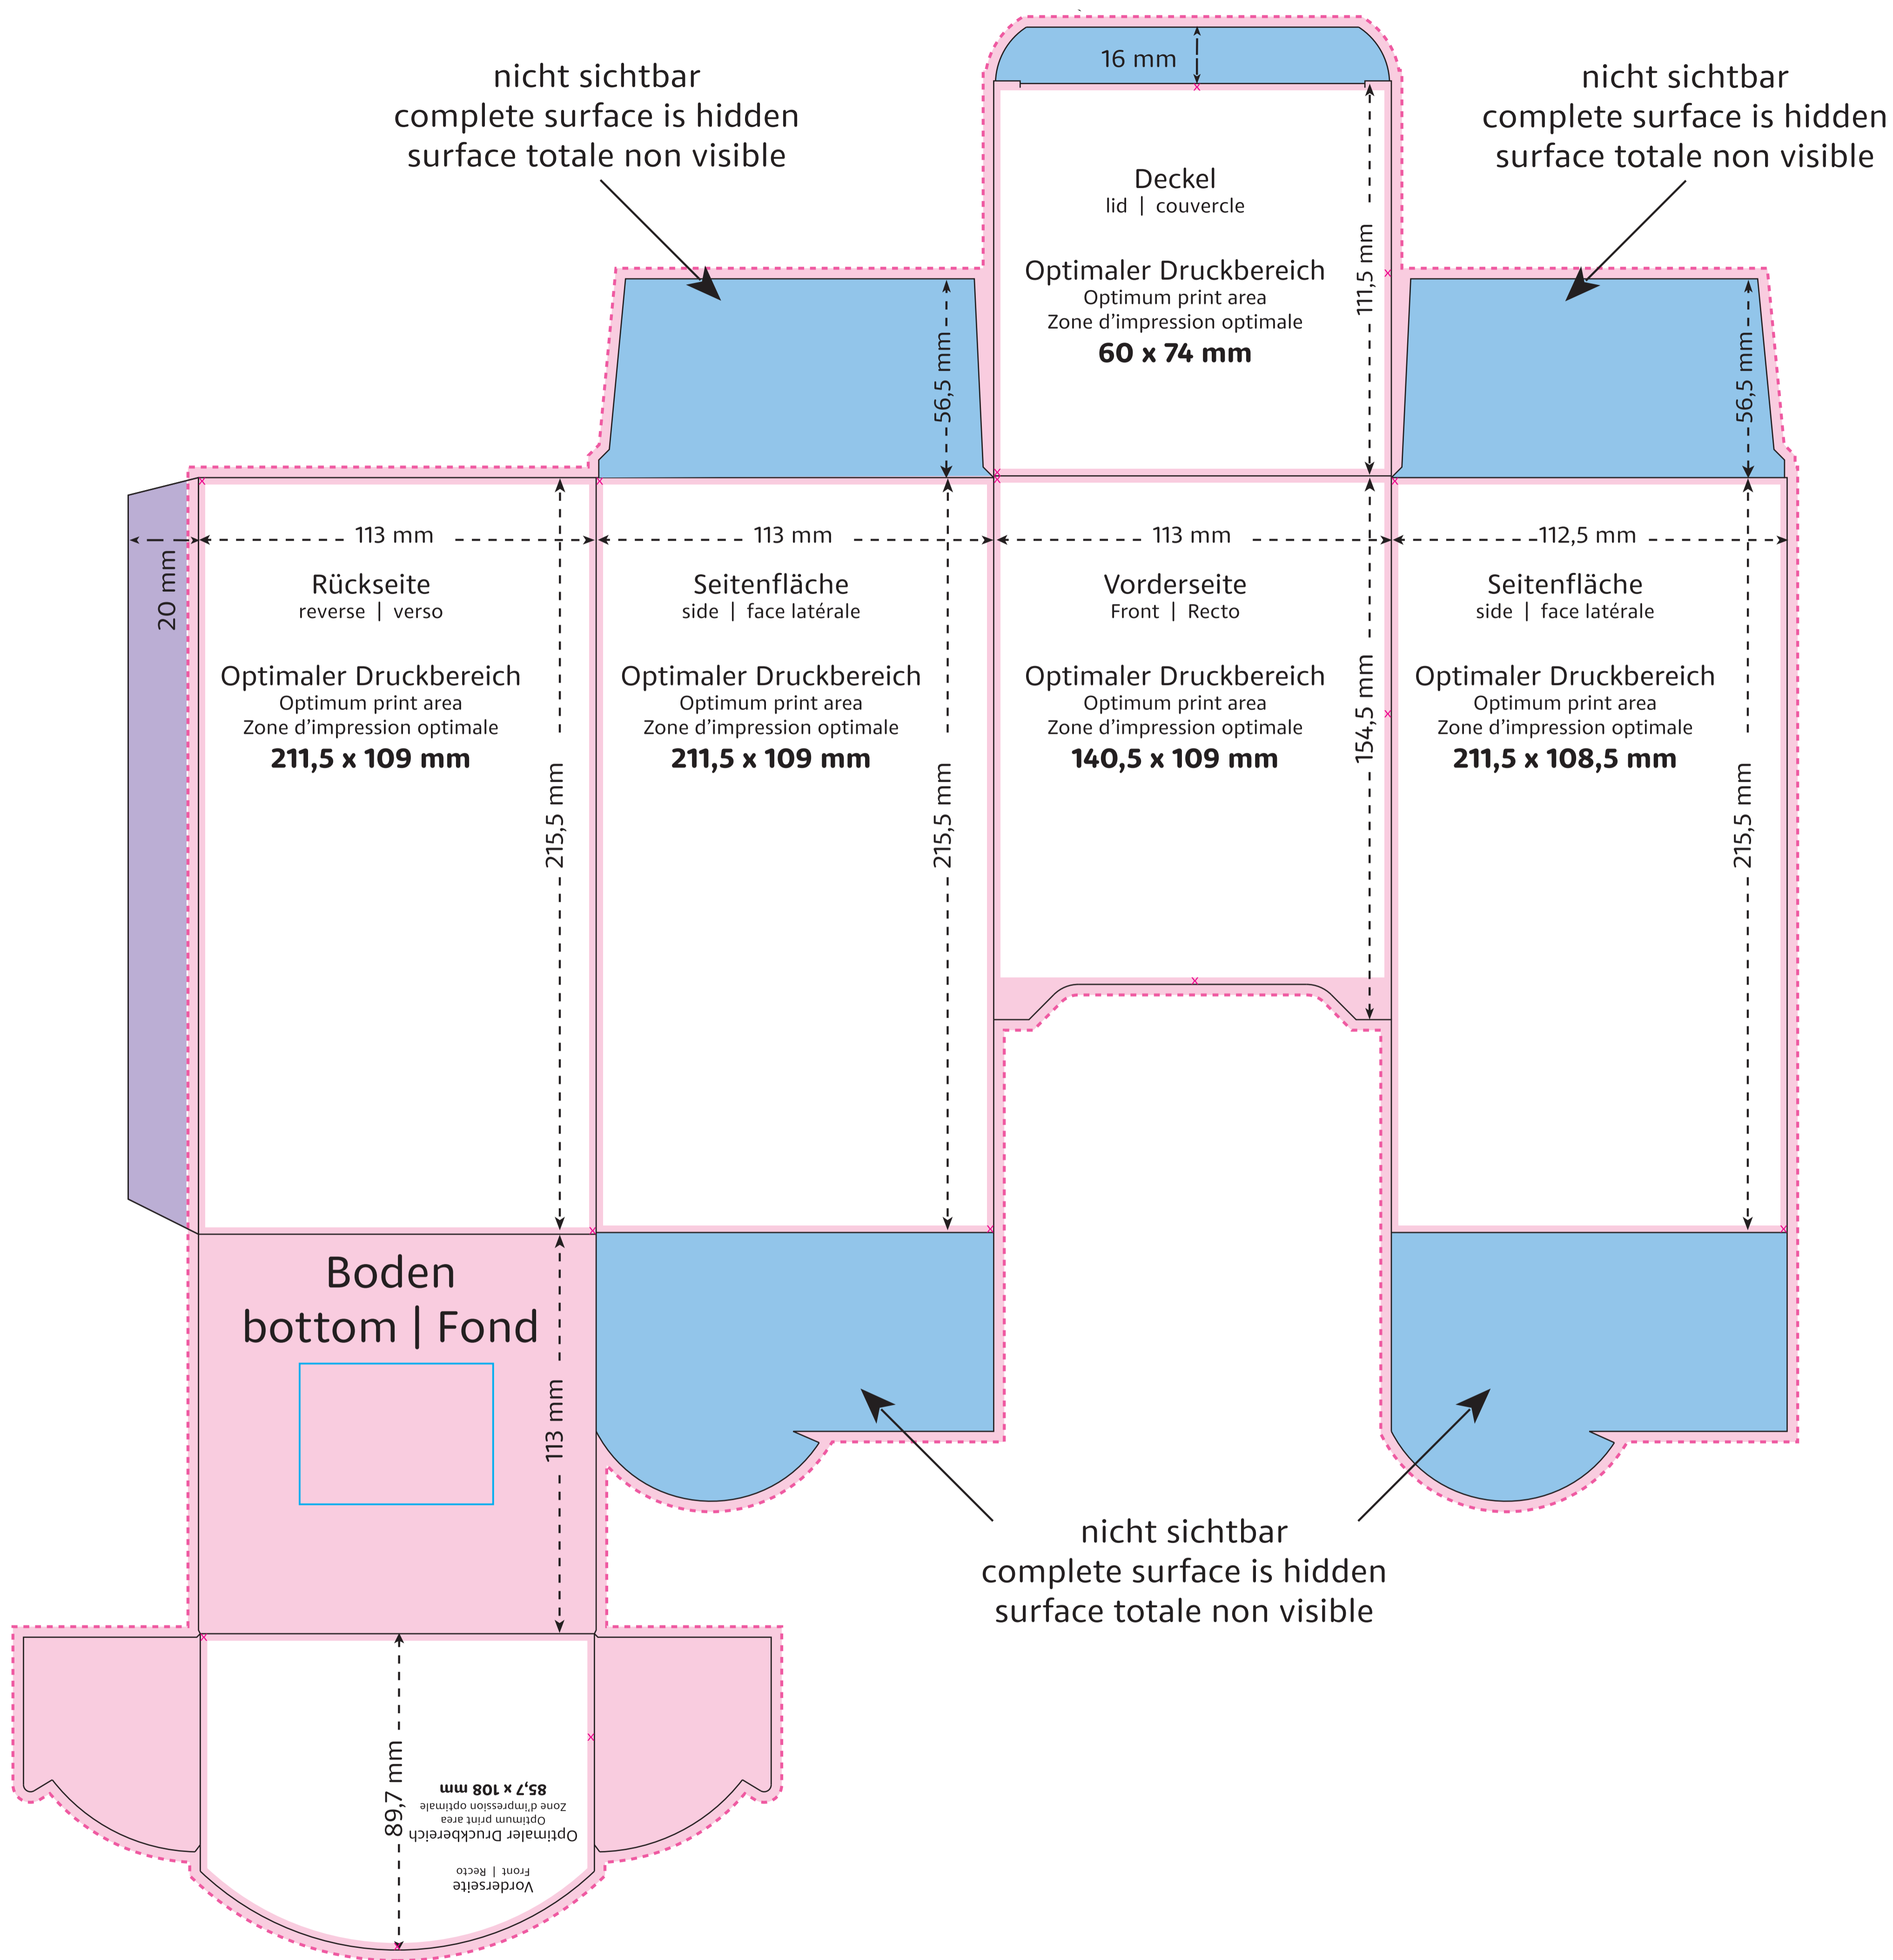 nicht sichtbar
complete surface is hidden
surface totale non visible
16 mm
nicht sichtbar
complete surface is hidden
surface totale non visible
Deckel
lid | couvercle
Optimaler Druckbereich
Optimum print area
Zone d'impression optimale
60 x 74 mm
111,5 mm
56,5 mm
56,5 mm
20 mm
113 mm
Rückseite
reverse | verso
Optimaler Druckbereich
Optimum print area
Zone d'impression optimale
211,5 x 109 mm
215,5 mm
113 mm
Seitenfläche
side | face latérale
Optimaler Druckbereich
Optimum print area
Zone d'impression optimale
211,5 x 109 mm
215,5 mm
113 mm
Vorderseite
Front | Recto
Optimaler Druckbereich
Optimum print area
Zone d'impression optimale
140,5 x 109 mm
154,5 mm
112,5 mm
Seitenfläche
side | face latérale
Optimaler Druckbereich
Optimum print area
Zone d'impression optimale
211,5 x 108,5 mm
215,5 mm
Boden
bottom | Fond
113 mm
nicht sichtbar
complete surface is hidden
surface totale non visible
89,7 mm
Vorderseite
Front | Recto
Optimaler Druckbereich
Optimum print area
Zone d'impression optimale
85,7 x 108 mm